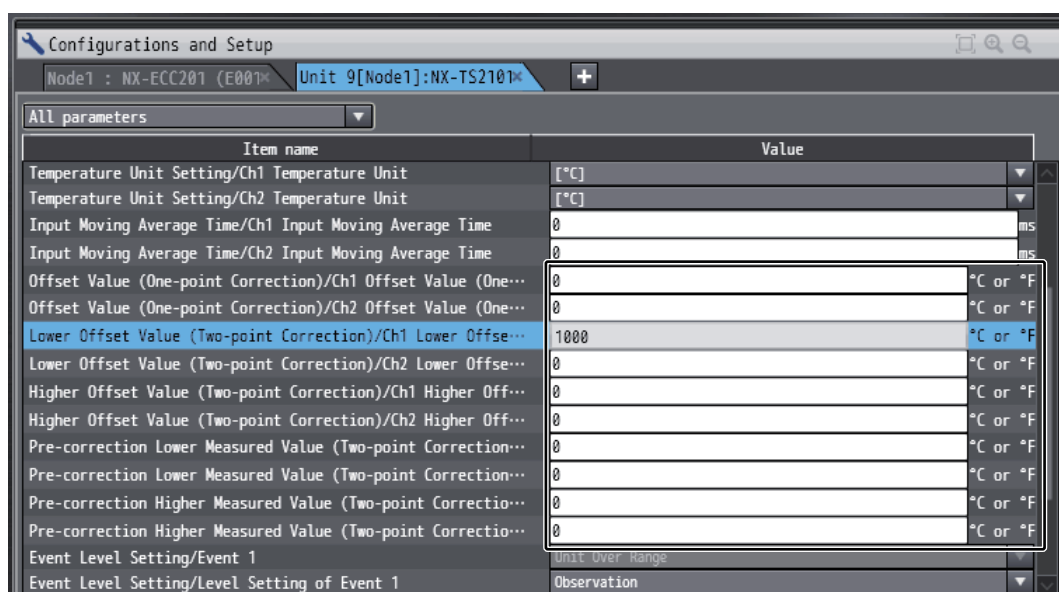 Configurations and Setup
Node1 : NX-ECC201 (E001 Unit 9[Node1]:NX-TS2101
All parameters
Item name Value
Temperature Unit Setting/Ch1 Temperature Unit [°C]
Temperature Unit Setting/Ch2 Temperature Unit [°C]
Input Moving Average Time/Ch1 Input Moving Average Time 0 ms
Input Moving Average Time/Ch2 Input Moving Average Time 0 ms
Offset Value (One-point Correction)/Ch1 Offset Value (One… 0 °C or °F
Offset Value (One-point Correction)/Ch2 Offset Value (One… 0 °C or °F
Lower Offset Value (Two-point Correction)/Ch1 Lower Offse… 1000 °C or °F
Lower Offset Value (Two-point Correction)/Ch2 Lower Offse… 0 °C or °F
Higher Offset Value (Two-point Correction)/Ch1 Higher Off… 0 °C or °F
Higher Offset Value (Two-point Correction)/Ch2 Higher Off… 0 °C or °F
Pre-correction Lower Measured Value (Two-point Correction… 0 °C or °F
Pre-correction Lower Measured Value (Two-point Correction… 0 °C or °F
Pre-correction Higher Measured Value (Two-point Correctio… 0 °C or °F
Pre-correction Higher Measured Value (Two-point Correctio… 0 °C or °F
Event Level Setting/Event 1 Unit Over Range
Event Level Setting/Level Setting of Event 1 Observation